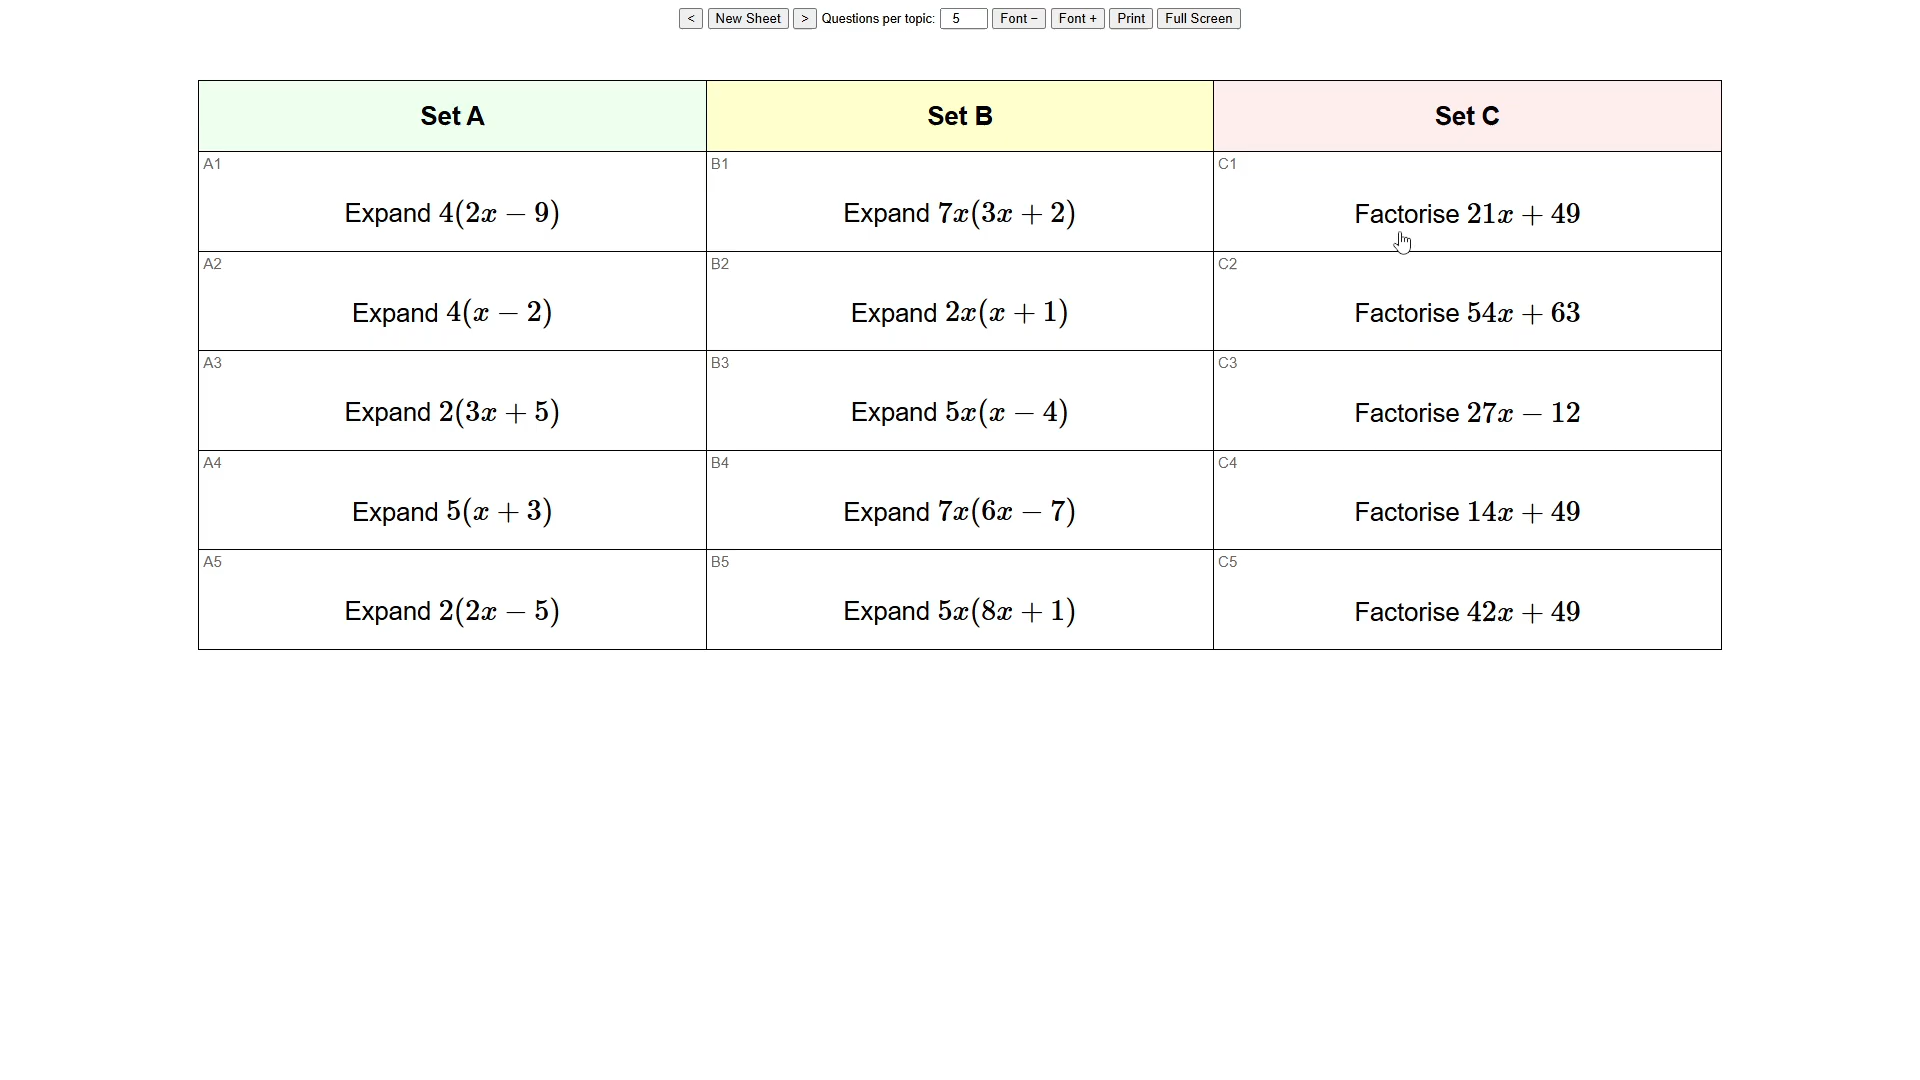 < New Sheet > Questions per topic: 5 Font − Font + Print Full Screen
Set A Set B Set C
A1 B1 C1
Expand 4(2x − 9) Expand 7x(3x + 2) Factorise 21x + 49
A2 B2 C2
Expand 4(x − 2) Expand 2x(x + 1) Factorise 54x + 63
A3 B3 C3
Expand 2(3x + 5) Expand 5x(x − 4) Factorise 27x − 12
A4 B4 C4
Expand 5(x + 3) Expand 7x(6x − 7) Factorise 14x + 49
A5 B5 C5
Expand 2(2x − 5) Expand 5x(8x + 1) Factorise 42x + 49